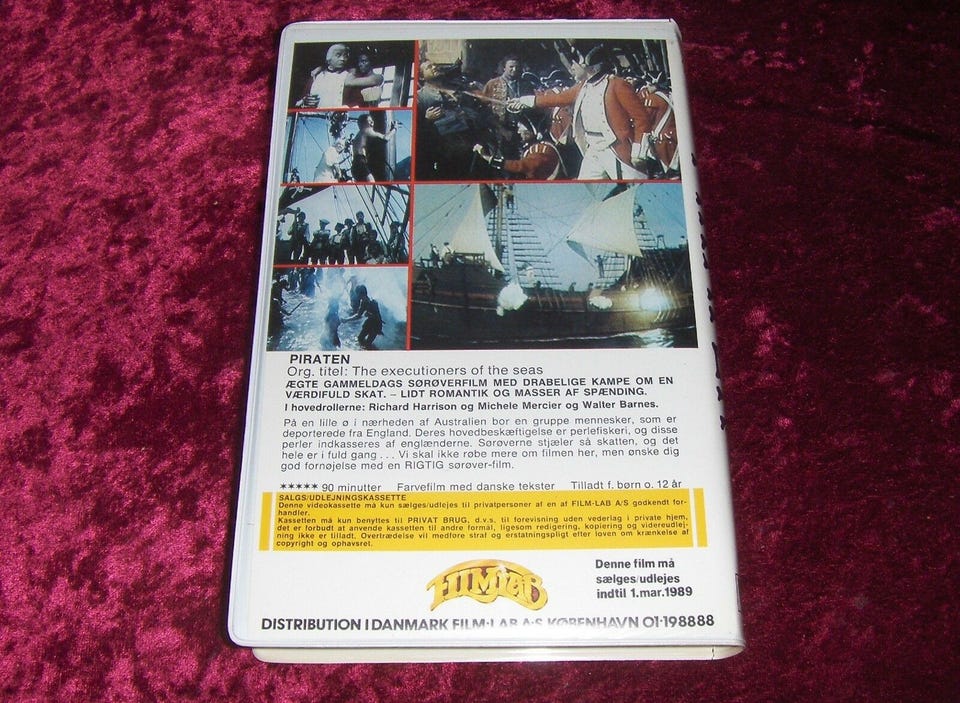 PIRATEN
Org. titel: The executioners of the seas
ÆGTE GAMMELDAGS SØRØVERFILM MED DRABELIGE KAMPE OM EN
VÆRDIFULD SKAT. – LIDT ROMANTIK OG MASSER AF SPÆNDING.
I hovedrollerne: Richard Harrison og Michele Mercier og Walter Barnes.
På en lille ø i nærheden af Australien bor en gruppe mennesker, som er
deporterede fra England. Deres hovedbeskæftigelse er perlefiskeri, og disse
perler indkasseres af englænderne. Sørøverne stjæler så skatten, og det
hele er i fuld gang . . . Vi skal ikke røbe mere om filmen her, men ønske dig
god fornøjelse med en RIGTIG sørøver-film.
***** 90 minutter Farvefilm med danske tekster Tilladt f. børn o. 12 år
SALGS/UDLEJNINGSKASSETTE
Denne videokassette må kun sælges/udlejes til privatpersoner af en af FILM-LAB A/S godkendt for-
handler.
Kassetten må kun benyttes til PRIVAT BRUG, d.v.s. til forevisning uden vederlag i private hjem,
det er forbudt at anvende kassetten til andre formål, ligesom redigering, kopiering og videreudlej-
ning ikke er tilladt. Overtrædelse vil medføre straf og erstatningspligt efter loven om krænkelse af
copyright og ophavsret.
FILMLAB
Denne film må
sælges/udlejes
indtil 1.mar.1989
DISTRIBUTION I DANMARK FILM-LAB A·S KØBENHAVN 01-198888